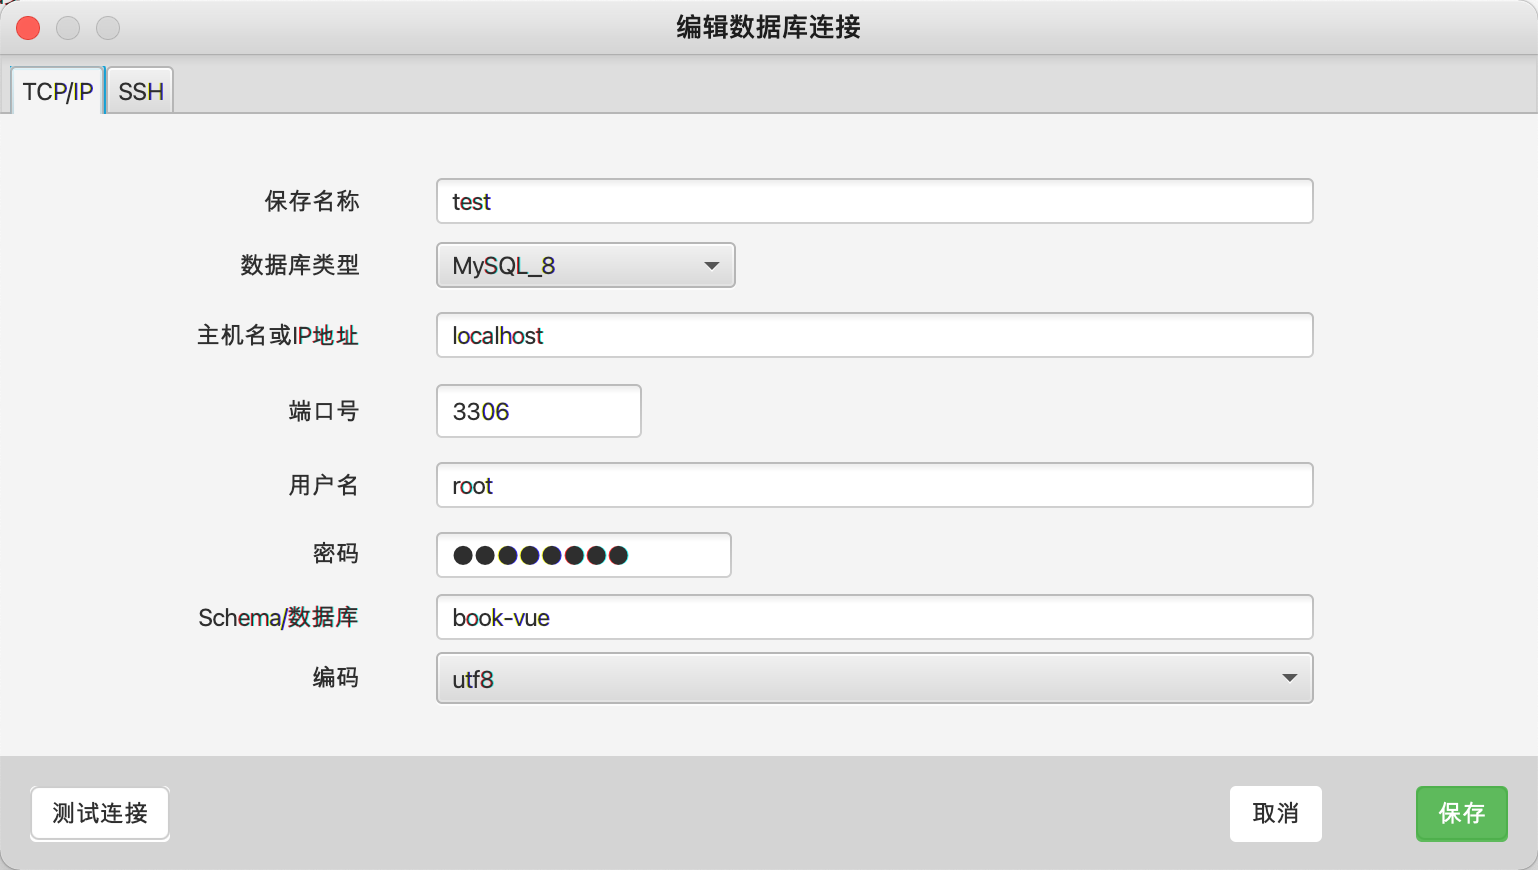 编辑数据库连接
TCP/IP SSH
保存名称 test
数据库类型 MySQL_8
主机名或IP地址 localhost
端口号 3306
用户名 root
密码 ●●●●●●●●
Schema/数据库 book-vue
编码 utf8
测试连接 取消 保存